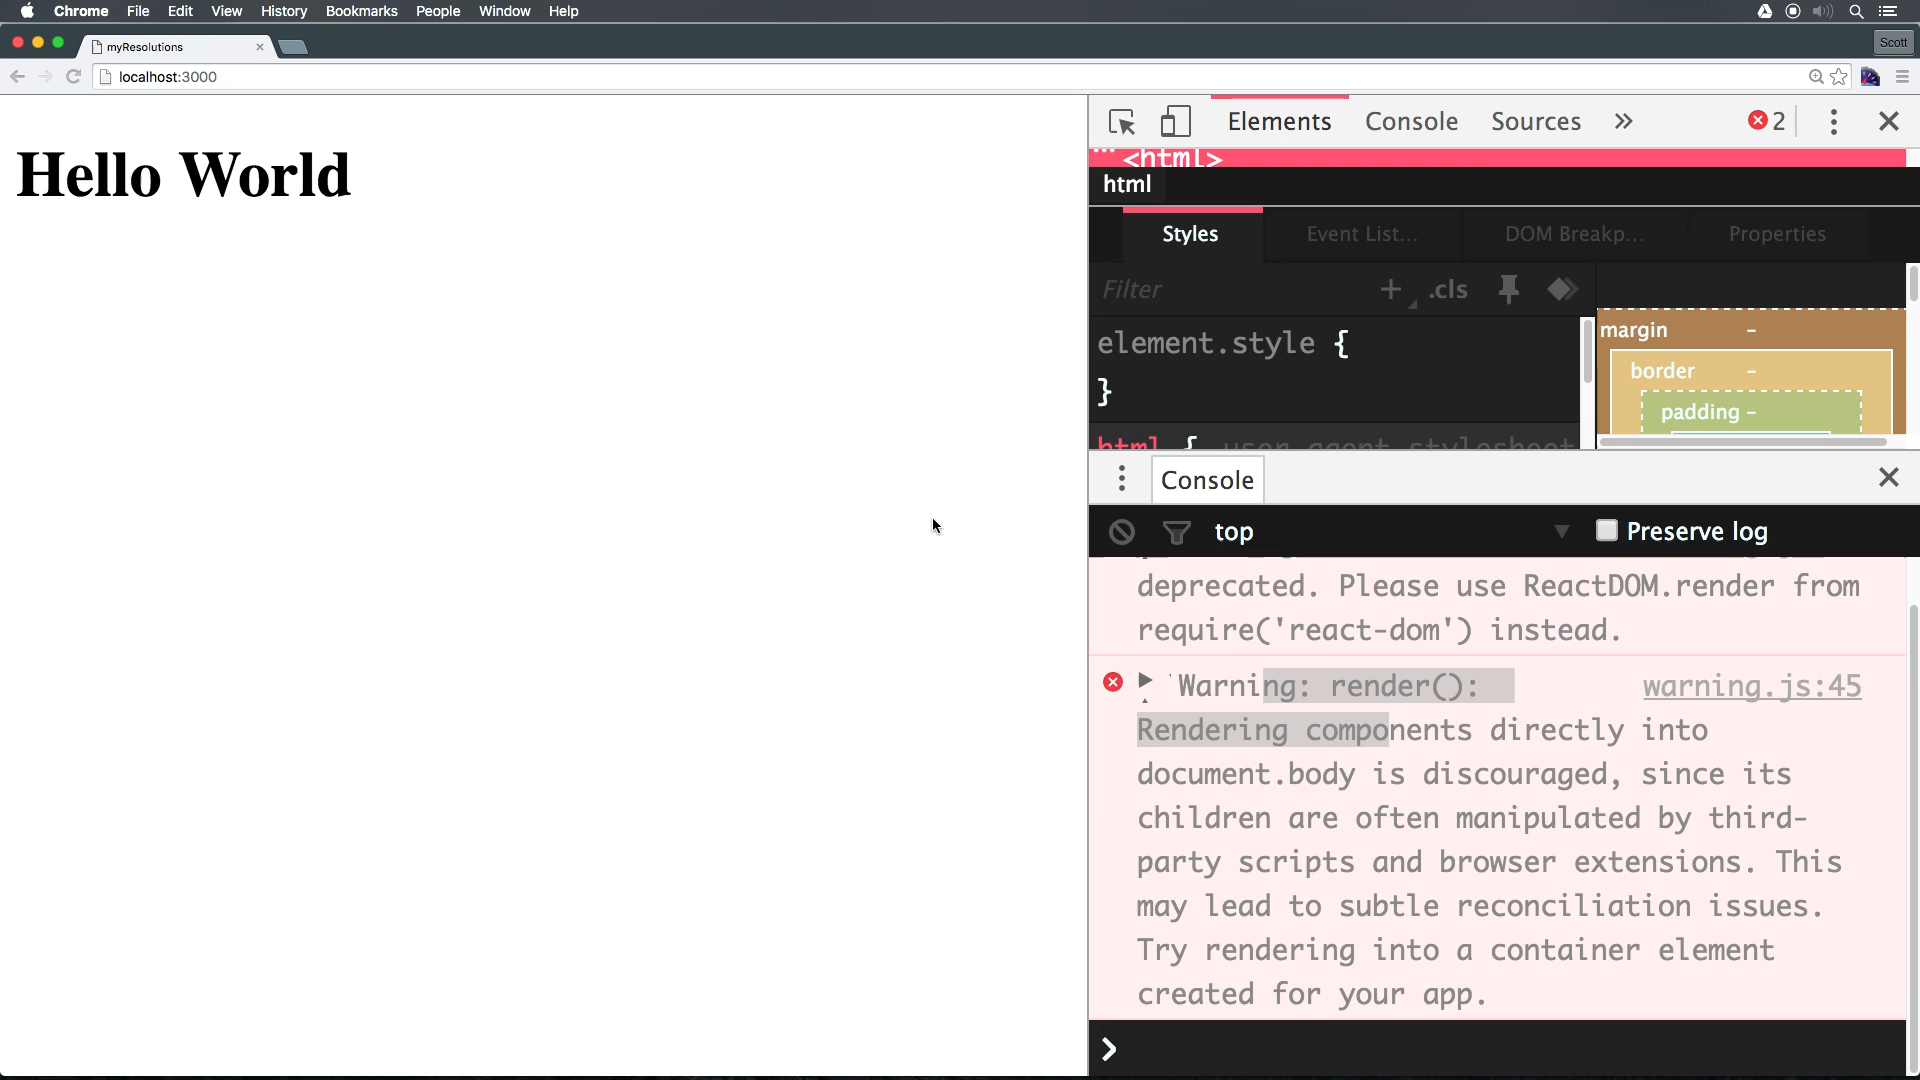 Chrome File Edit View History Bookmarks People Window Help
myResolutions
Scott
localhost:3000
Hello World
Elements Console Sources 2
<html>
html
Styles Event List... DOM Breakp... Properties
Filter .cls
element.style {
}
html { user agent stylesheet
margin -
border -
padding -
Console
top Preserve log
deprecated. Please use ReactDOM.render from
require('react-dom') instead.
Warning: render(): warning.js:45
Rendering components directly into
document.body is discouraged, since its
children are often manipulated by third-
party scripts and browser extensions. This
may lead to subtle reconciliation issues.
Try rendering into a container element
created for your app.